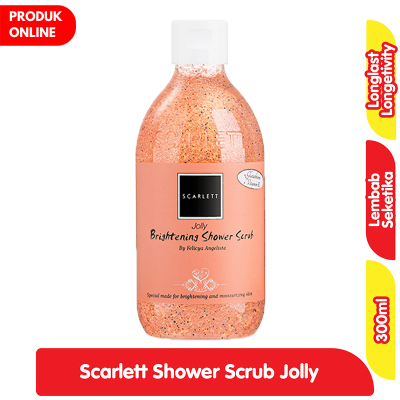 PRODUK
ONLINE
Longlast
Longetivity
SCARLETT
Jolly
Brightening Shower Scrub
By Felicya Angelista
Special made for brightening and moisturizing skin
Lembab
Seketika
300ml
Scarlett Shower Scrub Jolly